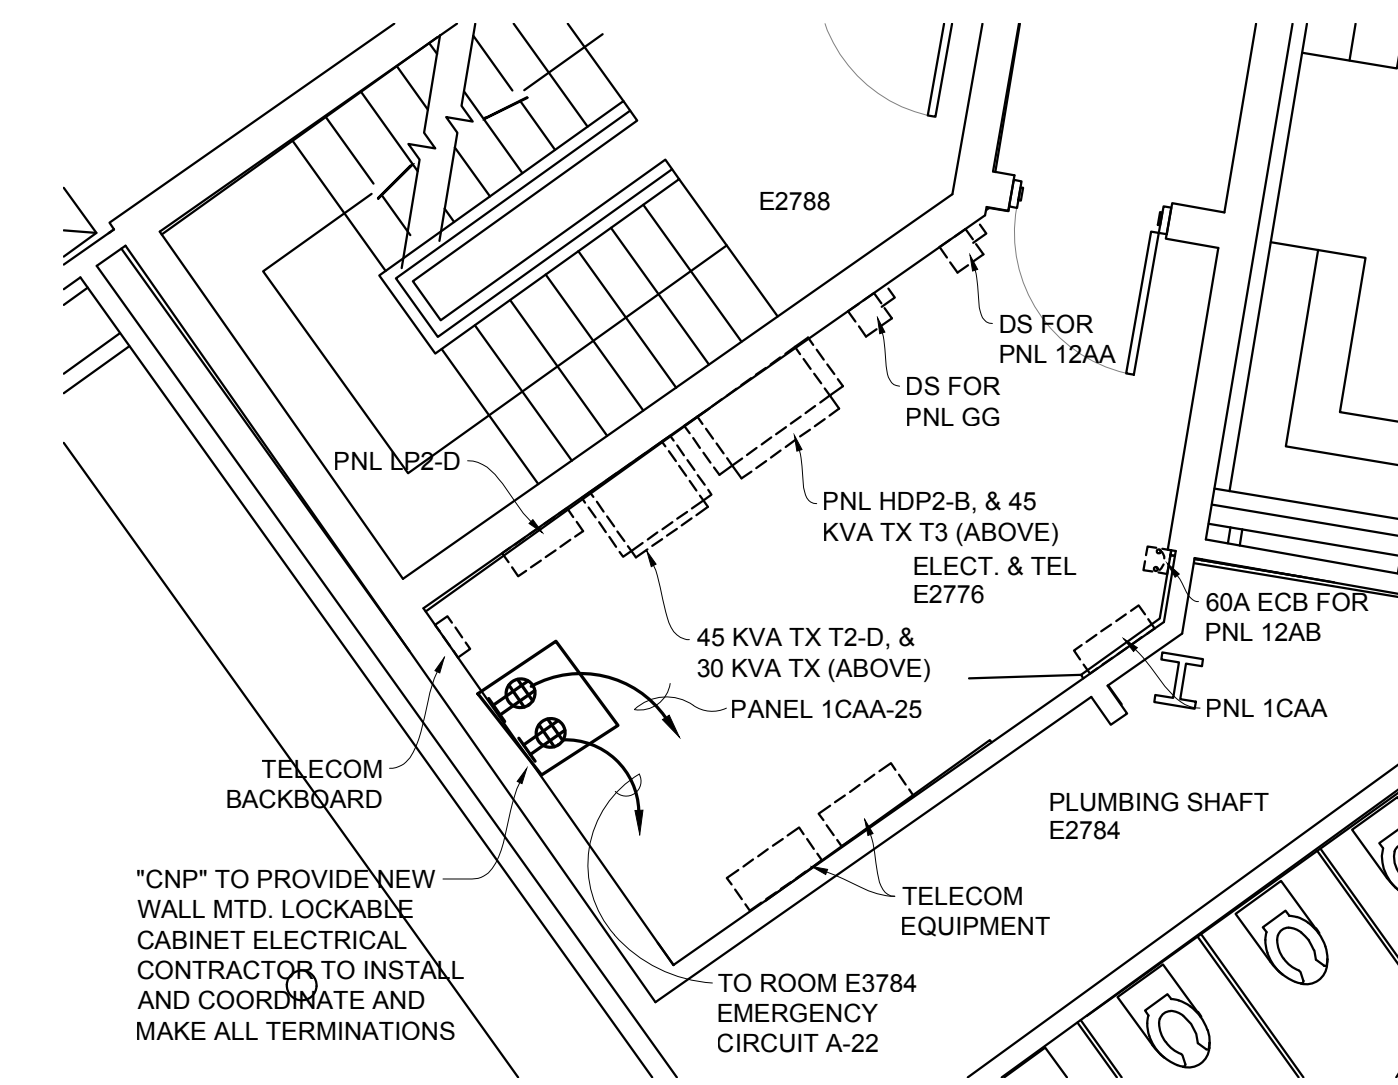 E2788
DS FOR
PNL 12AA
DS FOR
PNL GG
PNL LP2-D
PNL HDP2-B, & 45
KVA TX T3 (ABOVE)
ELECT. & TEL
E2776
60A ECB FOR
PNL 12AB
45 KVA TX T2-D, &
30 KVA TX (ABOVE)
PANEL 1CAA-25
PNL 1CAA
TELECOM
BACKBOARD
PLUMBING SHAFT
E2784
"CNP" TO PROVIDE NEW
WALL MTD. LOCKABLE
CABINET ELECTRICAL
CONTRACTOR TO INSTALL
AND COORDINATE AND
MAKE ALL TERMINATIONS
TELECOM
EQUIPMENT
TO ROOM E3784
EMERGENCY
CIRCUIT A-22